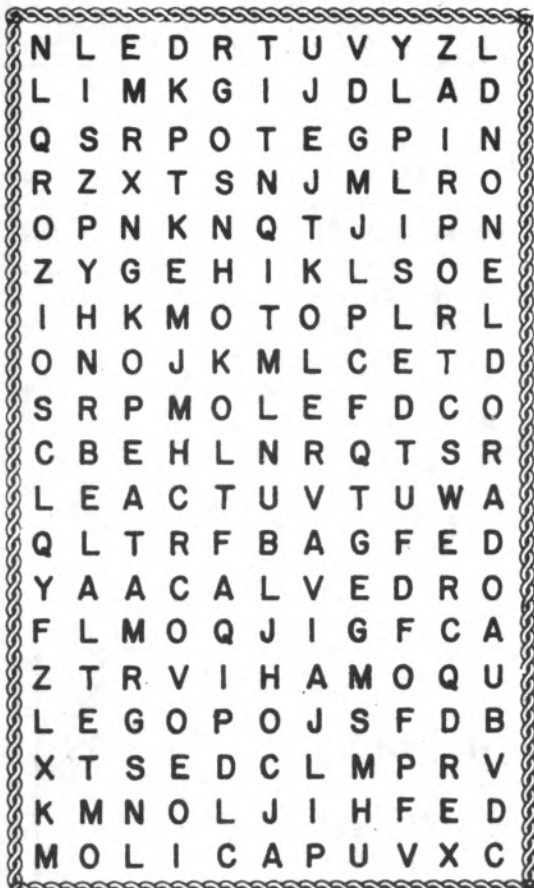 N L E D R T U V Y Z L
L I M K G I J D L A D
Q S R P O T E G P I N
R Z X T S N J M L R O
O P N K N Q T J I P N
Z Y G E H I K L S O E
I H K M O T O P L R L
O N O J K M L C E T D
S R P M O L E F D C O
C B E H L N R Q T S R
L E A C T U V T U W A
Q L T R F B A G F E D
Y A A C A L V E D R O
F L M O Q J I G F C A
Z T R V I H A M O Q U
L E G O P O J S F D B
X T S E D C L M P R V
K M N O L J I H F E D
M O L I C A P U V X C